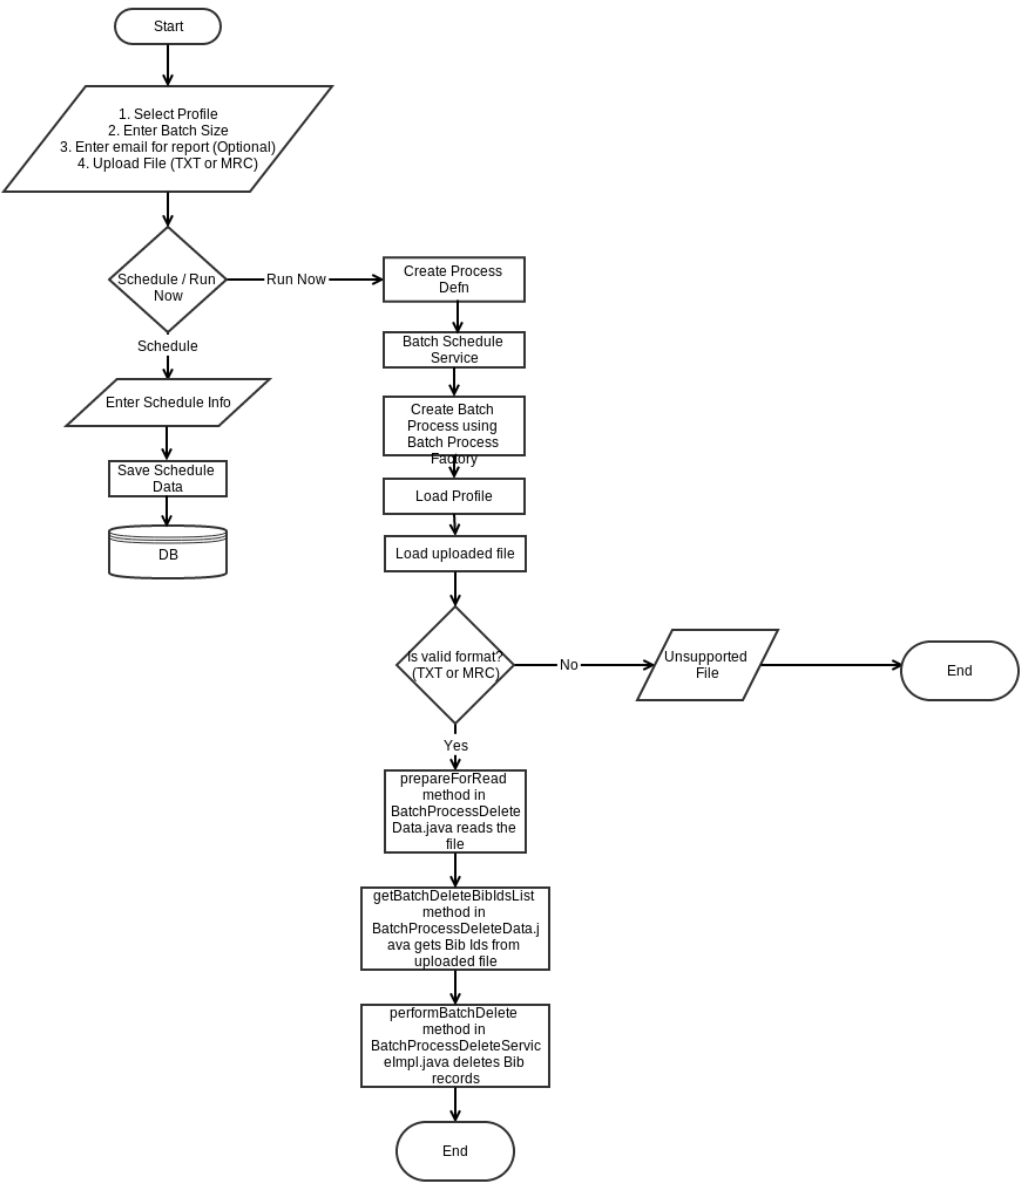 Start
1. Select Profile
2. Enter Batch Size
3. Enter email for report (Optional)
4. Upload File (TXT or MRC)
Schedule / Run
Now
Run Now
Create Process
Defn
Schedule
Batch Schedule
Service
Enter Schedule Info
Create Batch
Process using
Batch Process
Factory
Save Schedule
Data
Load Profile
DB
Load uploaded file
Is valid format?
(TXT or MRC)
No
Unsupported
File
End
Yes
prepareForRead
method in
BatchProcessDelete
Data.java reads the
file
getBatchDeleteBibIdsList
method in
BatchProcessDeleteData.j
ava gets Bib Ids from
uploaded file
performBatchDelete
method in
BatchProcessDeleteServic
eImpl.java deletes Bib
records
End